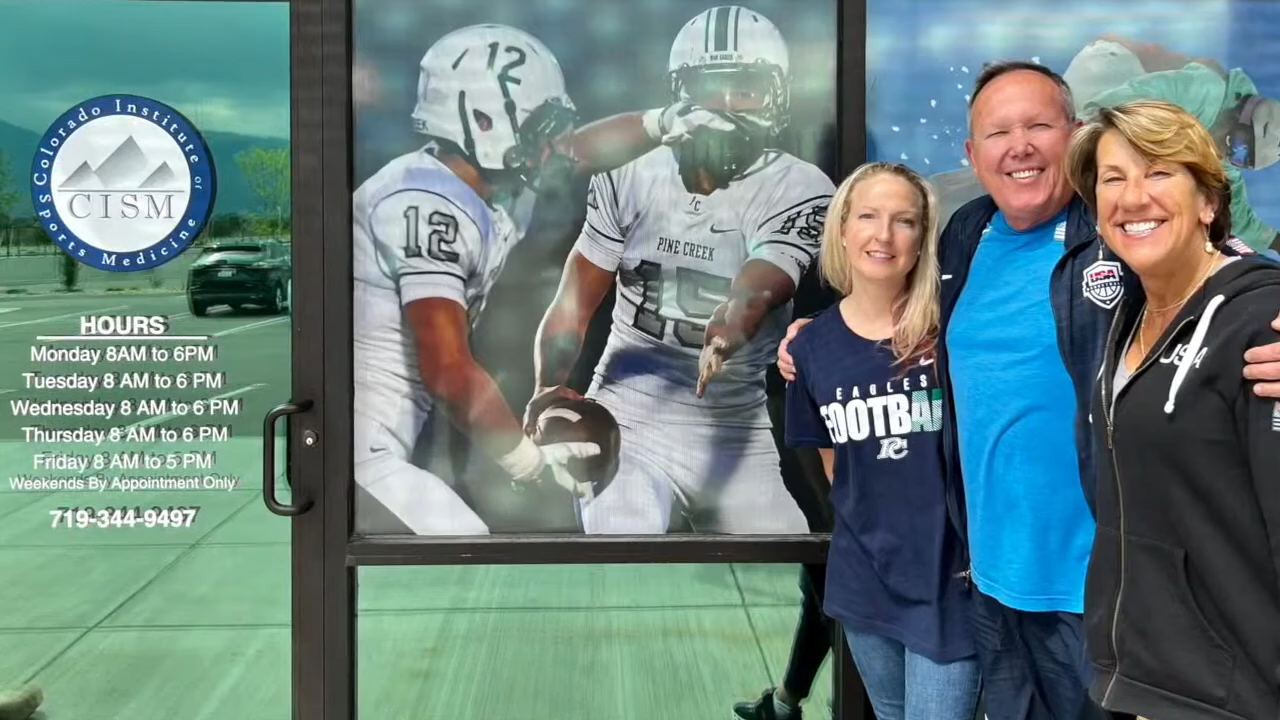 Colorado Institute of
Sports Medicine
CISM
HOURS
Monday 8AM to 6PM
Tuesday 8 AM to 6 PM
Wednesday 8 AM to 6 PM
Thursday 8 AM to 6 PM
Friday 8 AM to 5 PM
Weekends By Appointment Only
719-344-9497
12
12
PC
PINE CREEK
15
15
EAGLES
FOOTBA
PC
USA
USA